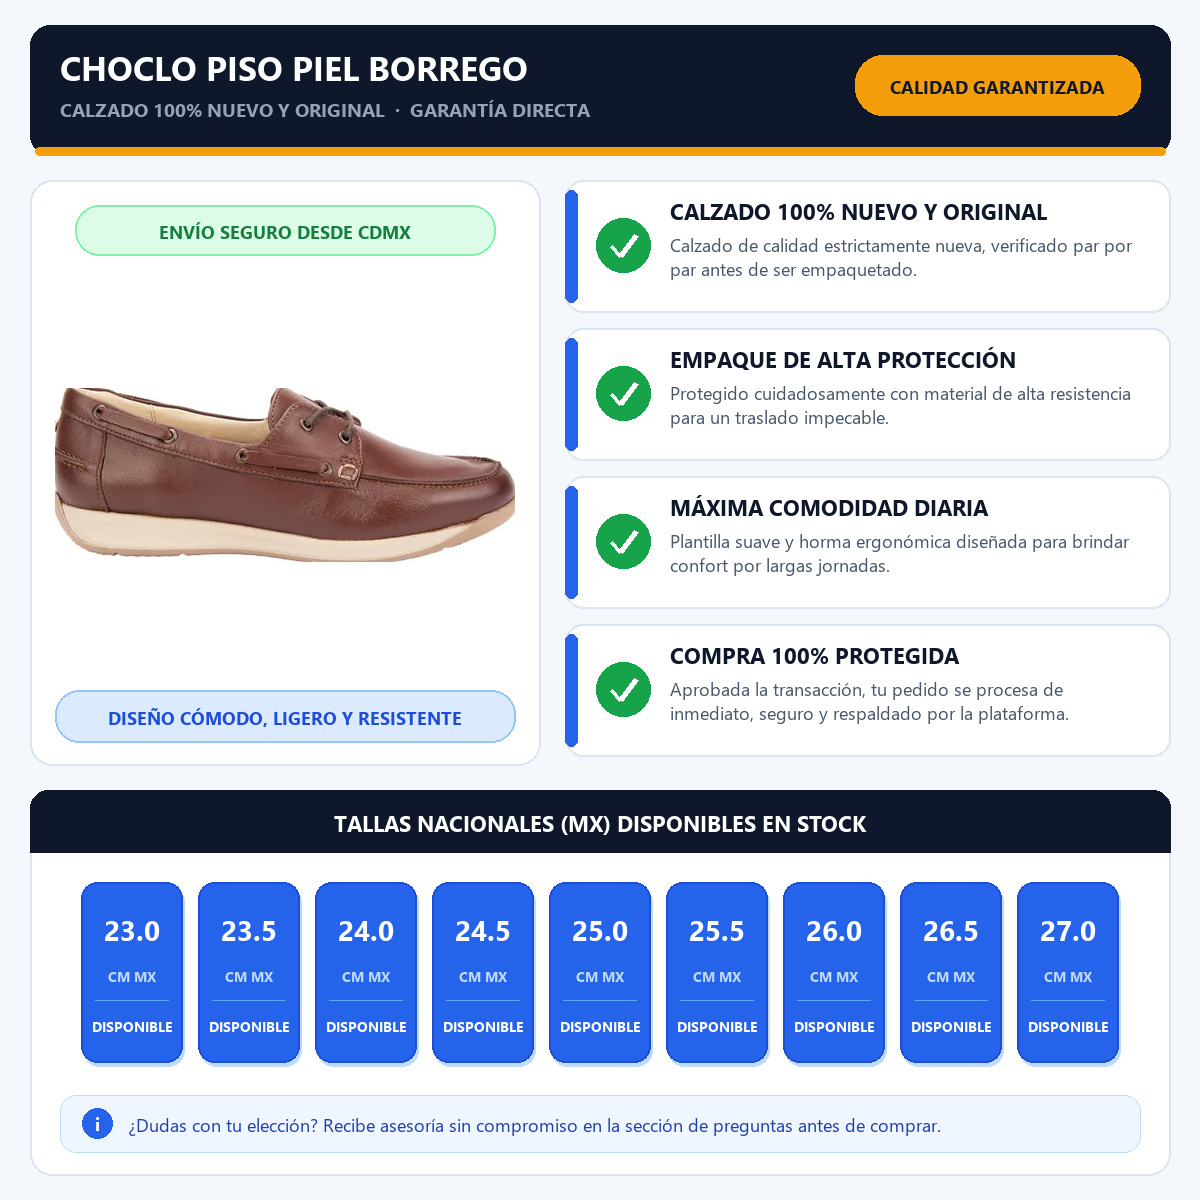 CHOCLO PISO PIEL BORREGO
CALZADO 100% NUEVO Y ORIGINAL · GARANTÍA DIRECTA
CALIDAD GARANTIZADA
ENVÍO SEGURO DESDE CDMX
DISEÑO CÓMODO, LIGERO Y RESISTENTE
CALZADO 100% NUEVO Y ORIGINAL
Calzado de calidad estrictamente nueva, verificado par por
par antes de ser empaquetado.
EMPAQUE DE ALTA PROTECCIÓN
Protegido cuidadosamente con material de alta resistencia
para un traslado impecable.
MÁXIMA COMODIDAD DIARIA
Plantilla suave y horma ergonómica diseñada para brindar
confort por largas jornadas.
COMPRA 100% PROTEGIDA
Aprobada la transacción, tu pedido se procesa de
inmediato, seguro y respaldado por la plataforma.
TALLAS NACIONALES (MX) DISPONIBLES EN STOCK
23.0 23.5 24.0 24.5 25.0 25.5 26.0 26.5 27.0
CM MX CM MX CM MX CM MX CM MX CM MX CM MX CM MX CM MX
DISPONIBLE DISPONIBLE DISPONIBLE DISPONIBLE DISPONIBLE DISPONIBLE DISPONIBLE DISPONIBLE DISPONIBLE
i ¿Dudas con tu elección? Recibe asesoría sin compromiso en la sección de preguntas antes de comprar.